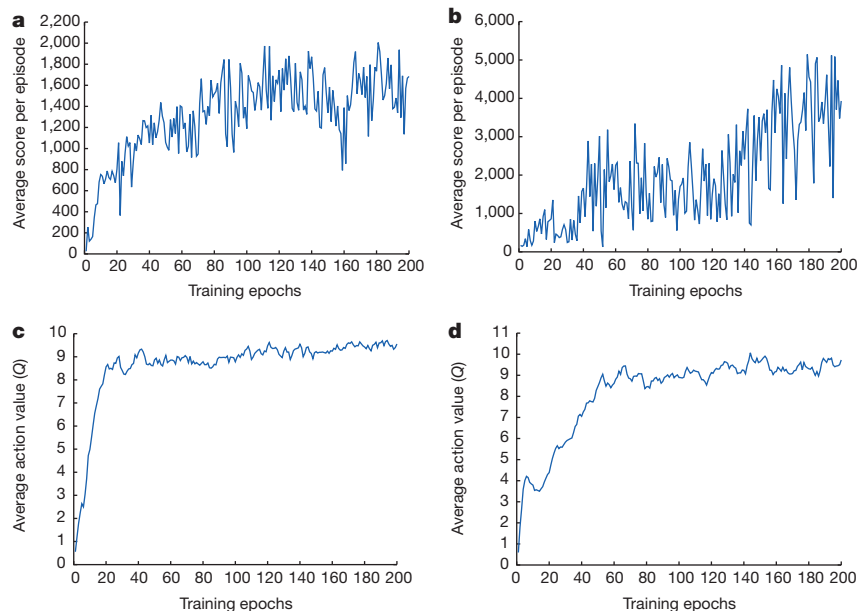 a
Average score per episode
2,200
2,000
1,800
1,600
1,400
1,200
1,000
800
600
400
200
0
0 20 40 60 80 100 120 140 160 180 200
Training epochs
b
Average score per episode
6,000
5,000
4,000
3,000
2,000
1,000
0
0 20 40 60 80 100 120 140 160 180 200
Training epochs
c
Average action value (Q)
10
9
8
7
6
5
4
3
2
1
0
0 20 40 60 80 100 120 140 160 180 200
Training epochs
d
Average action value (Q)
11
10
9
8
7
6
5
4
3
2
1
0
0 20 40 60 80 100 120 140 160 180 200
Training epochs